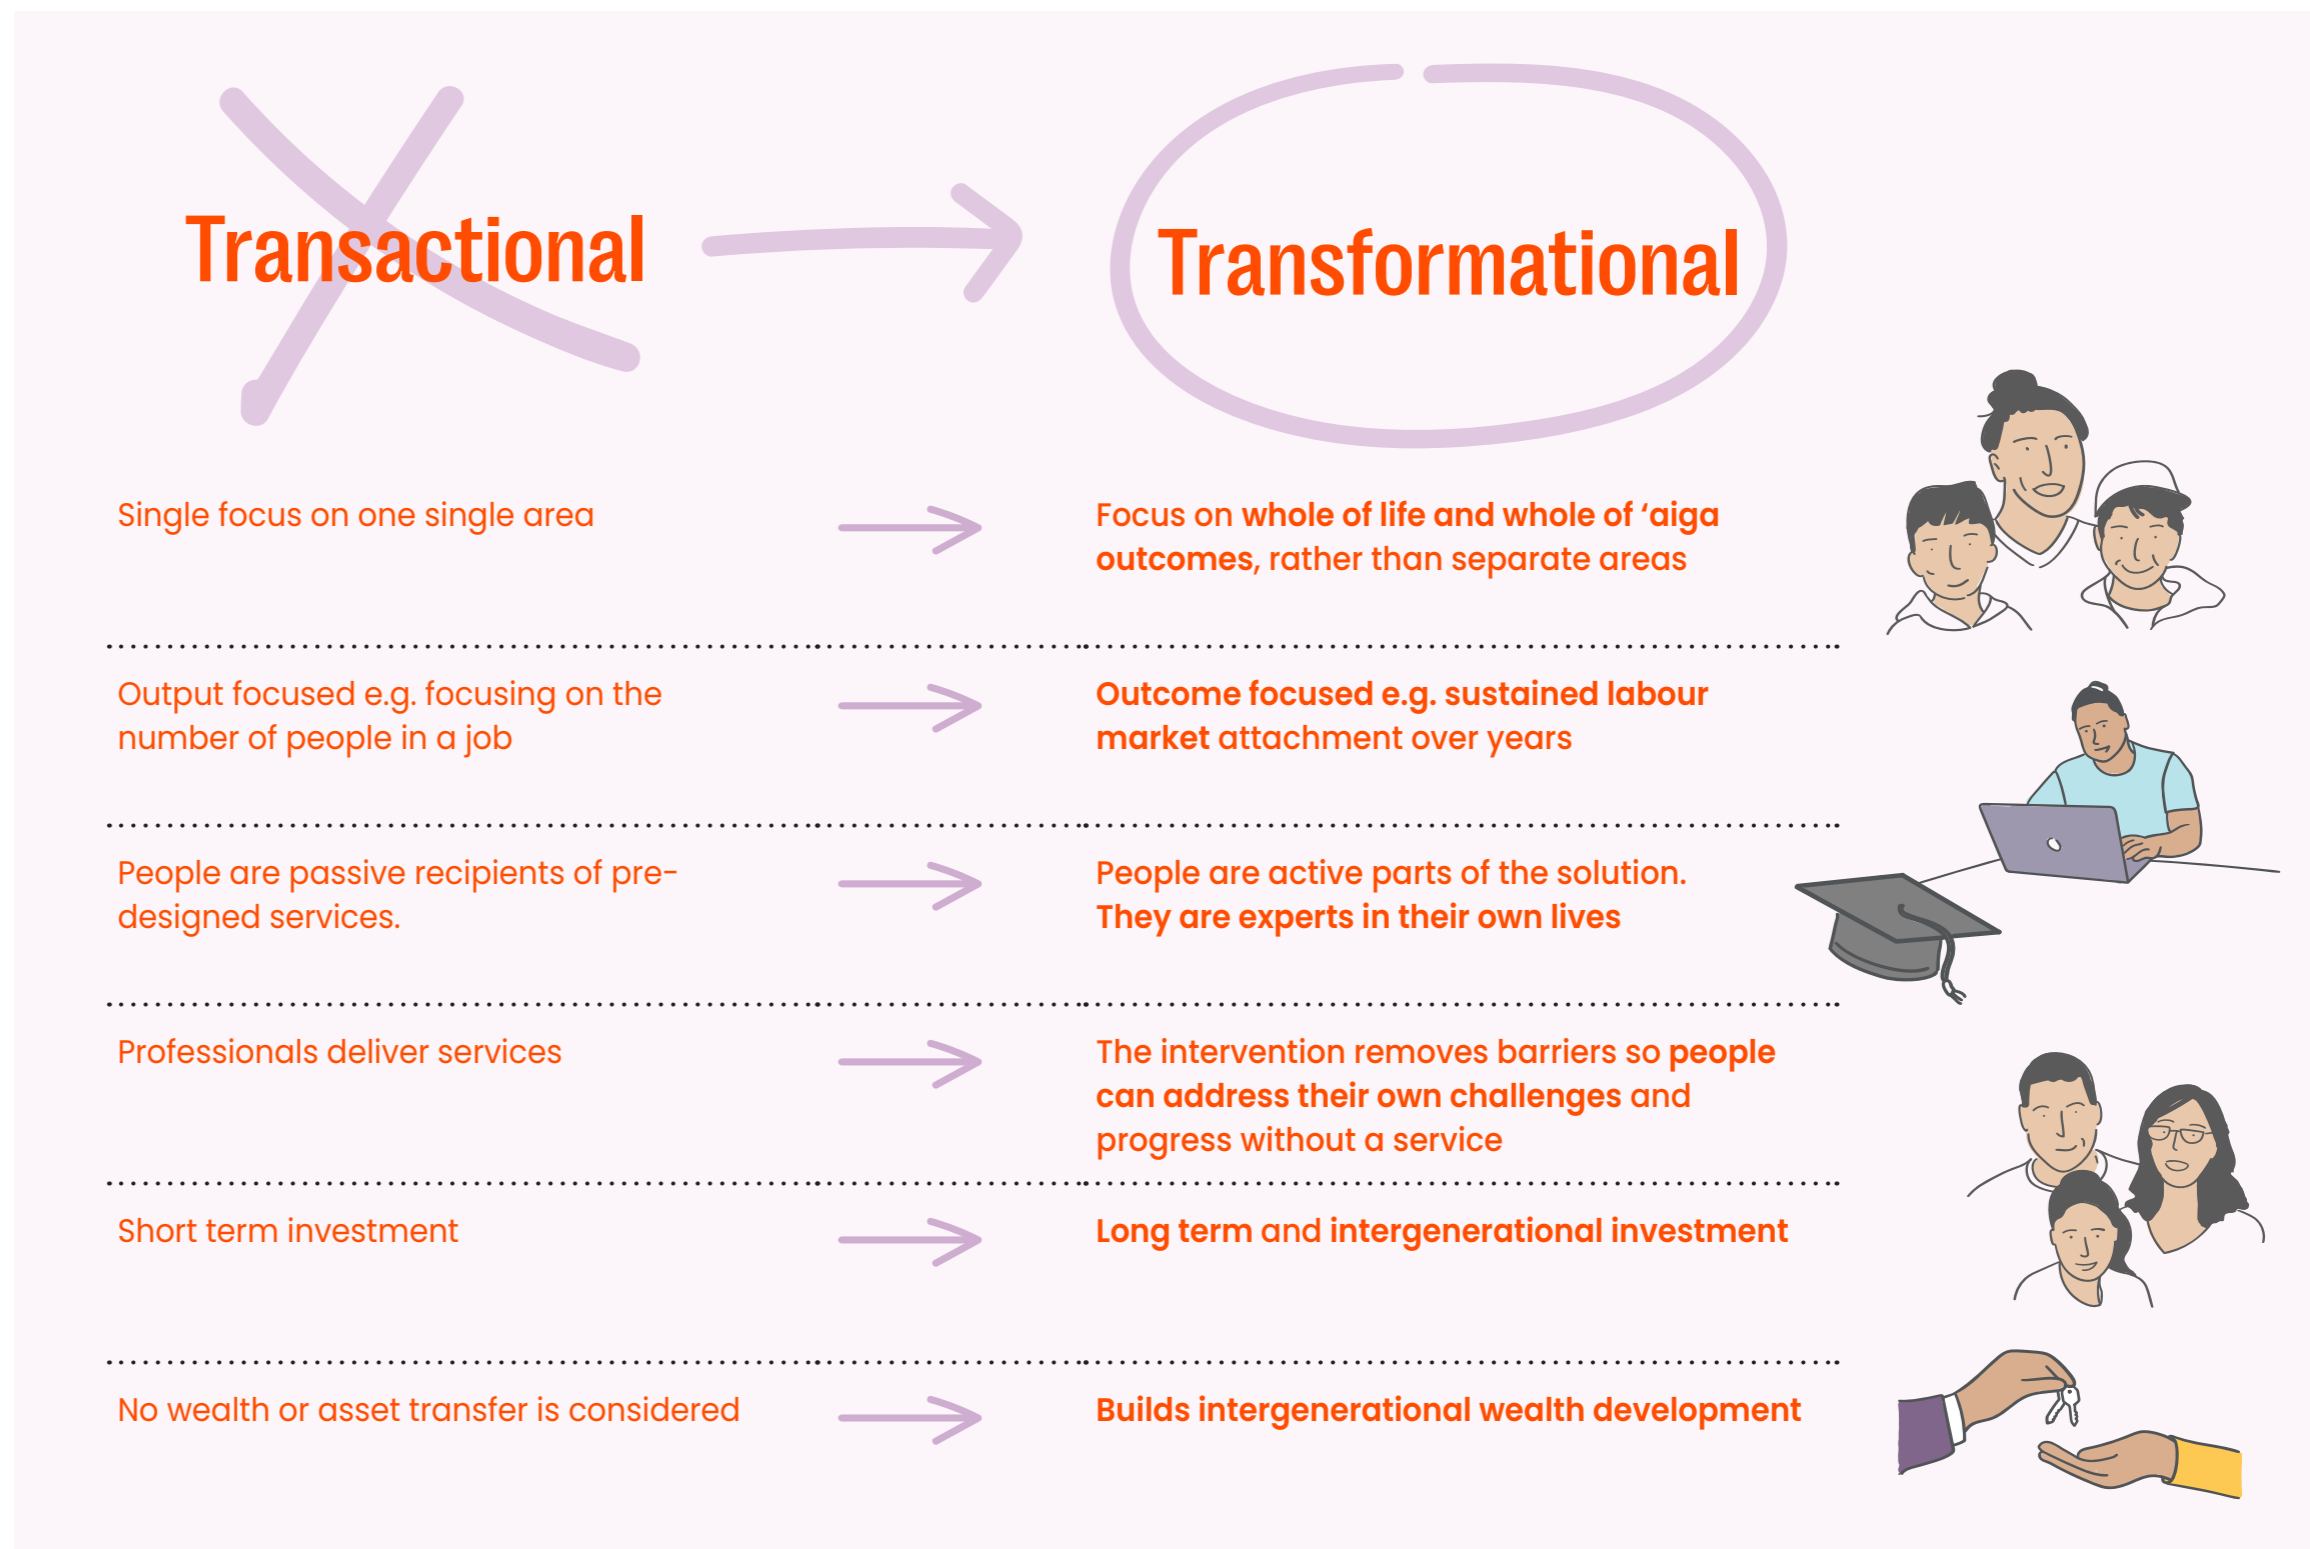 Transactional
Transformational
Single focus on one single area
Focus on whole of life and whole of ‘aiga
outcomes, rather than separate areas
Output focused e.g. focusing on the
number of people in a job
Outcome focused e.g. sustained labour
market attachment over years
People are passive recipients of pre-
designed services.
People are active parts of the solution.
They are experts in their own lives
Professionals deliver services
The intervention removes barriers so people
can address their own challenges and
progress without a service
Short term investment
Long term and intergenerational investment
No wealth or asset transfer is considered
Builds intergenerational wealth development